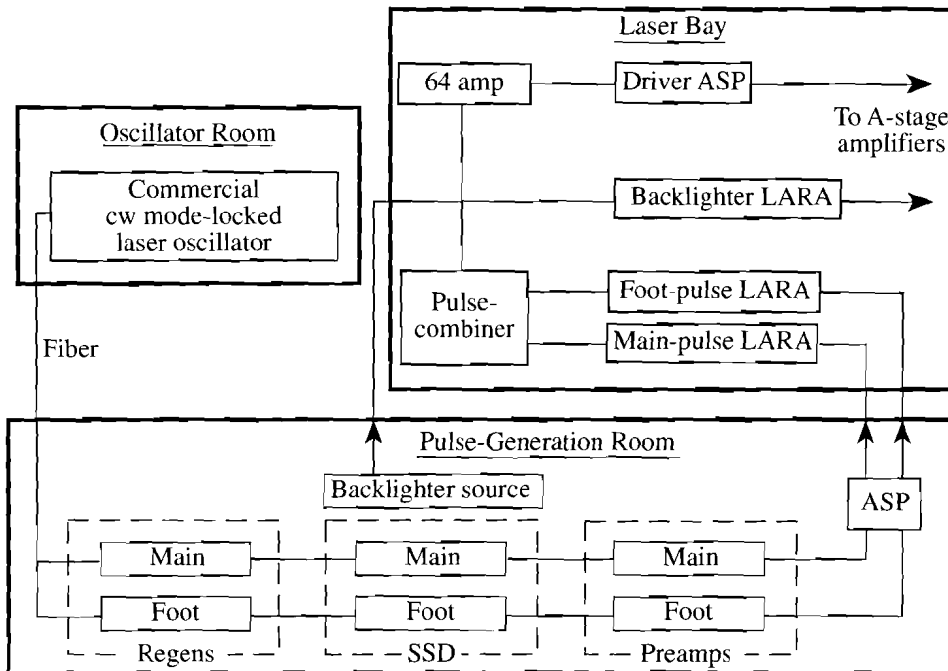 Laser Bay
64 amp
Driver ASP
To A-stage
amplifiers
Oscillator Room
Commercial
cw mode-locked
laser oscillator
Backlighter LARA
Pulse-
combiner
Foot-pulse LARA
Main-pulse LARA
Fiber
Pulse-Generation Room
Backlighter source
ASP
Main
Main
Main
Foot
Foot
Foot
Regens
SSD
Preamps